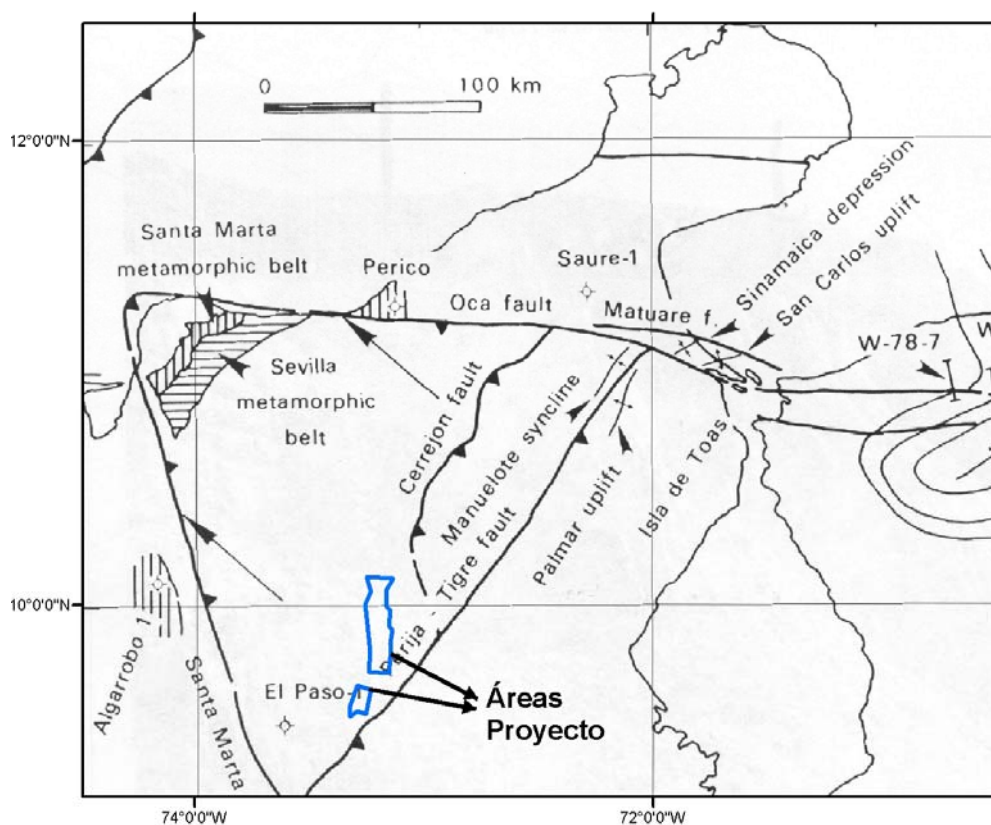 0 100 km
12°0'0"N
Santa Marta
metamorphic belt
Perico
Saure-1
Sinamaica depression
San Carlos uplift
Oca fault
Matuare f.
W-78-7
Sevilla
metamorphic
belt
Cerrejon fault
Manuelote syncline
Tigre fault
Palmar uplift
Isla de Toas
10°0'0"N
Algarrobo 1
Santa Marta
El Paso-1
Áreas
Proyecto
74°0'0"W
72°0'0"W